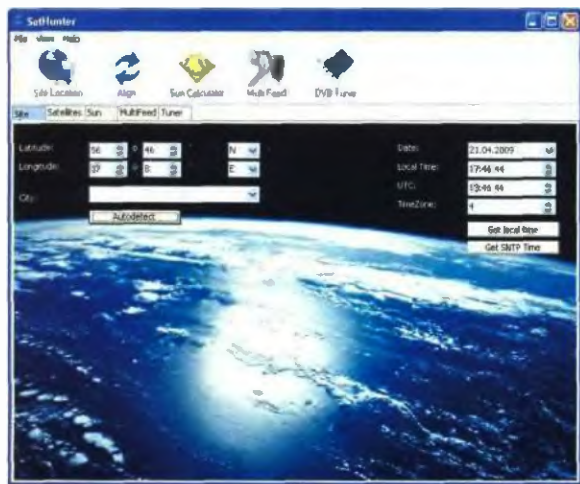 SatHunter
File View Help
Site Location Align Sun Calculator Multi Feed DVB Tuner
Site Satellites Sun MultiFeed Tuner
Latitude: 56 o 46 ' N
Longitude: 37 o 8 ' E
City:
Autodetect
Date: 21.04.2009
Local Time: 17:46:44
UTC: 13:46:44
TimeZone: 4
Get local time
Get SNTP Time